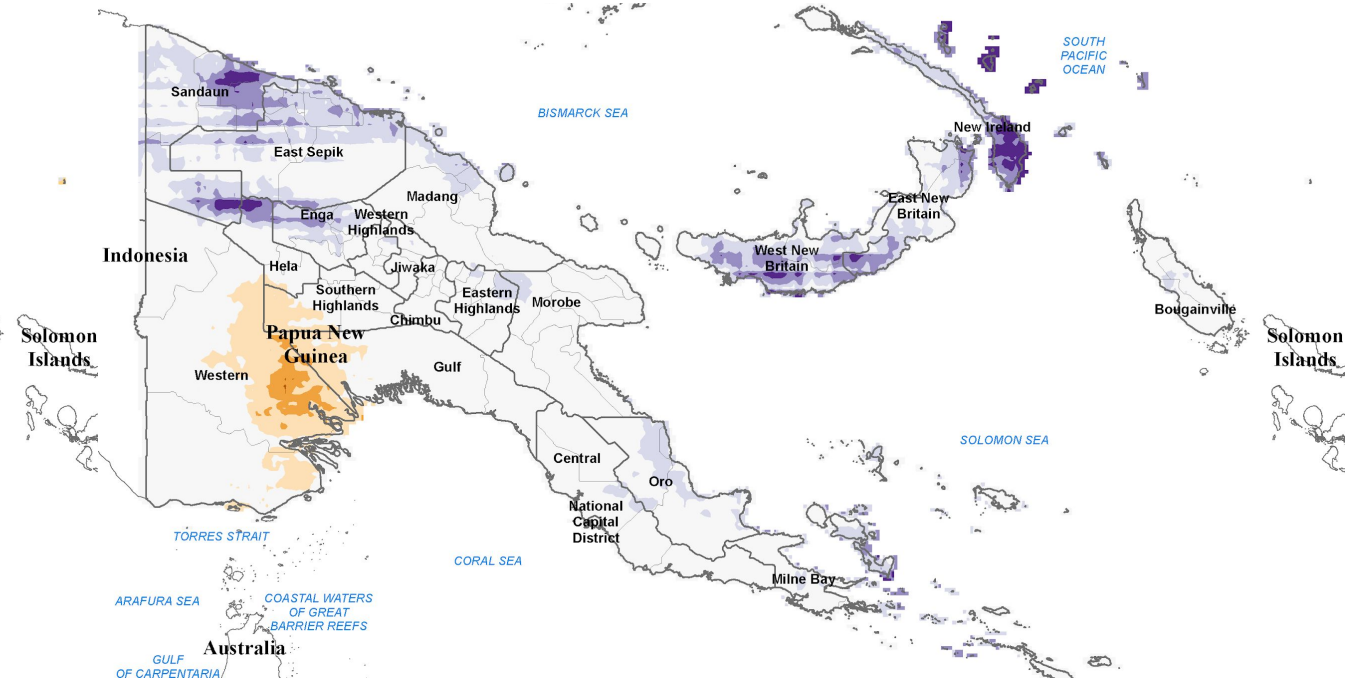 SOUTH
PACIFIC
OCEAN
Sandaun
BISMARCK SEA
New Ireland
East Sepik
Madang
East New
Britain
Enga
Western
Highlands
West New
Britain
Indonesia
Hela
Jiwaka
Southern
Highlands
Eastern
Highlands
Morobe
Bougainville
Chimbu
Papua New
Guinea
Solomon
Islands
Solomon
Islands
Western
Gulf
SOLOMON SEA
Central
Oro
National
Capital
District
TORRES STRAIT
CORAL SEA
Milne Bay
ARAFURA SEA
COASTAL WATERS
OF GREAT
BARRIER REEFS
Australia
GULF
OF CARPENTARIA